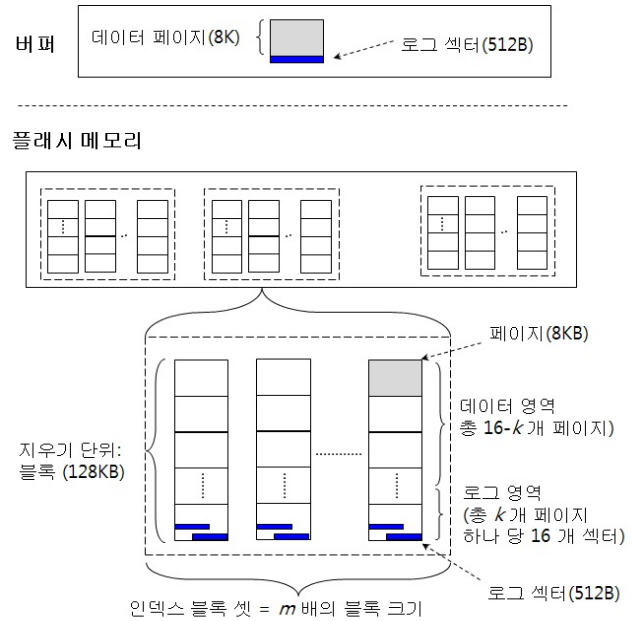 버퍼
데이터 페이지(8K)
로그 섹터(512B)
플래시 메모리
페이지(8KB)
데이터 영역
총 16-k 개 페이지)
지우기 단위:
블록 (128KB)
로그 영역
(총 k 개 페이지
하나 당 16 개 섹터)
로그 섹터(512B)
인덱스 블록 셋 = m 배의 블록 크기